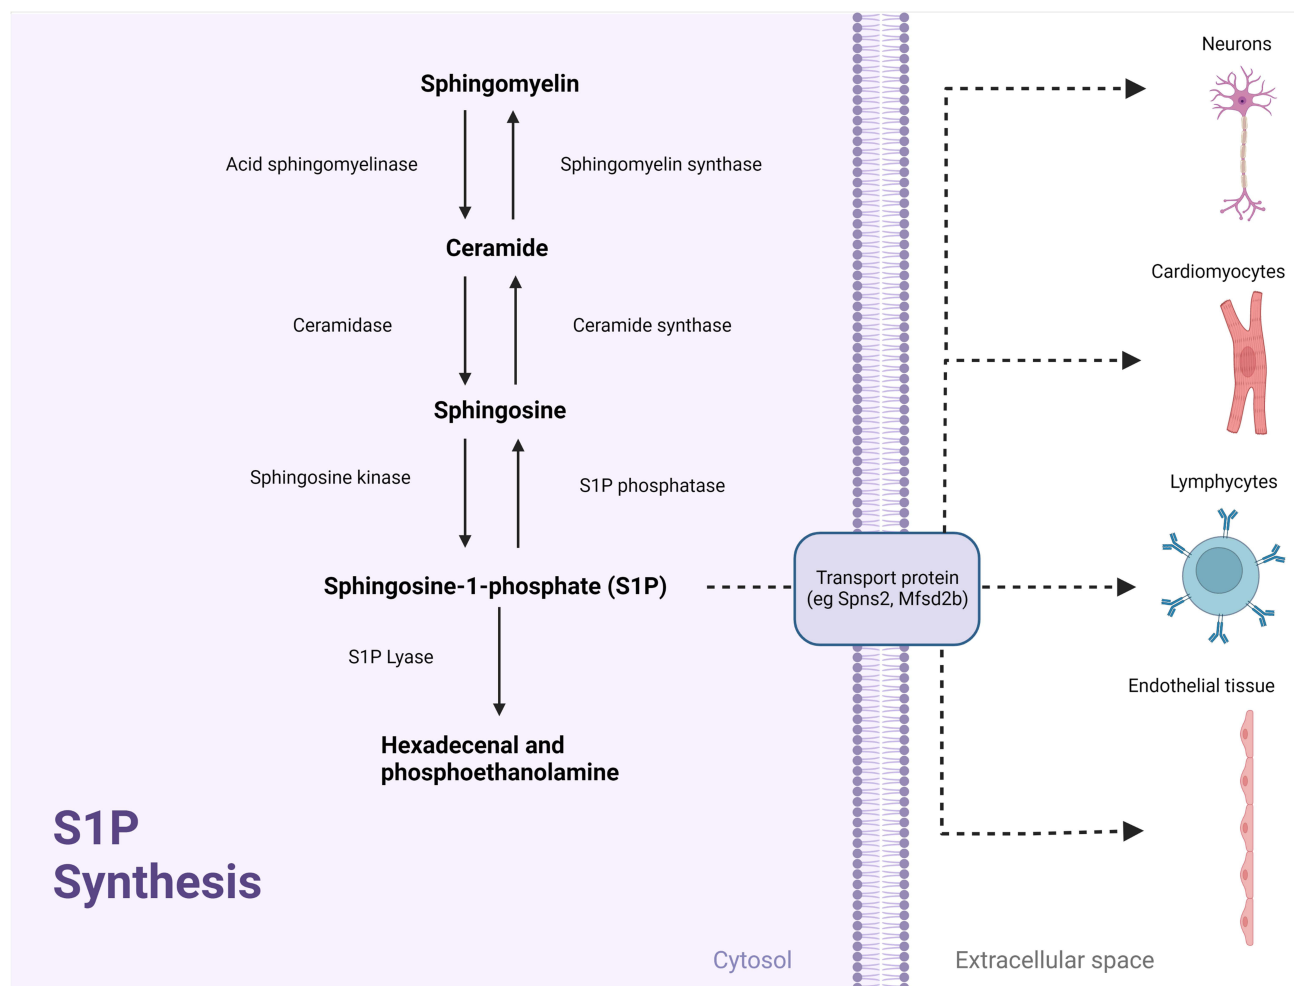 Sphingomyelin
Acid sphingomyelinase
Sphingomyelin synthase
Ceramide
Ceramidase
Ceramide synthase
Sphingosine
Sphingosine kinase
S1P phosphatase
Sphingosine-1-phosphate (S1P)
S1P Lyase
Hexadecenal and
phosphoethanolamine
S1P
Synthesis
Cytosol
Transport protein
(eg Spns2, Mfsd2b)
Neurons
Cardiomyocytes
Lymphycytes
Endothelial tissue
Extracellular space